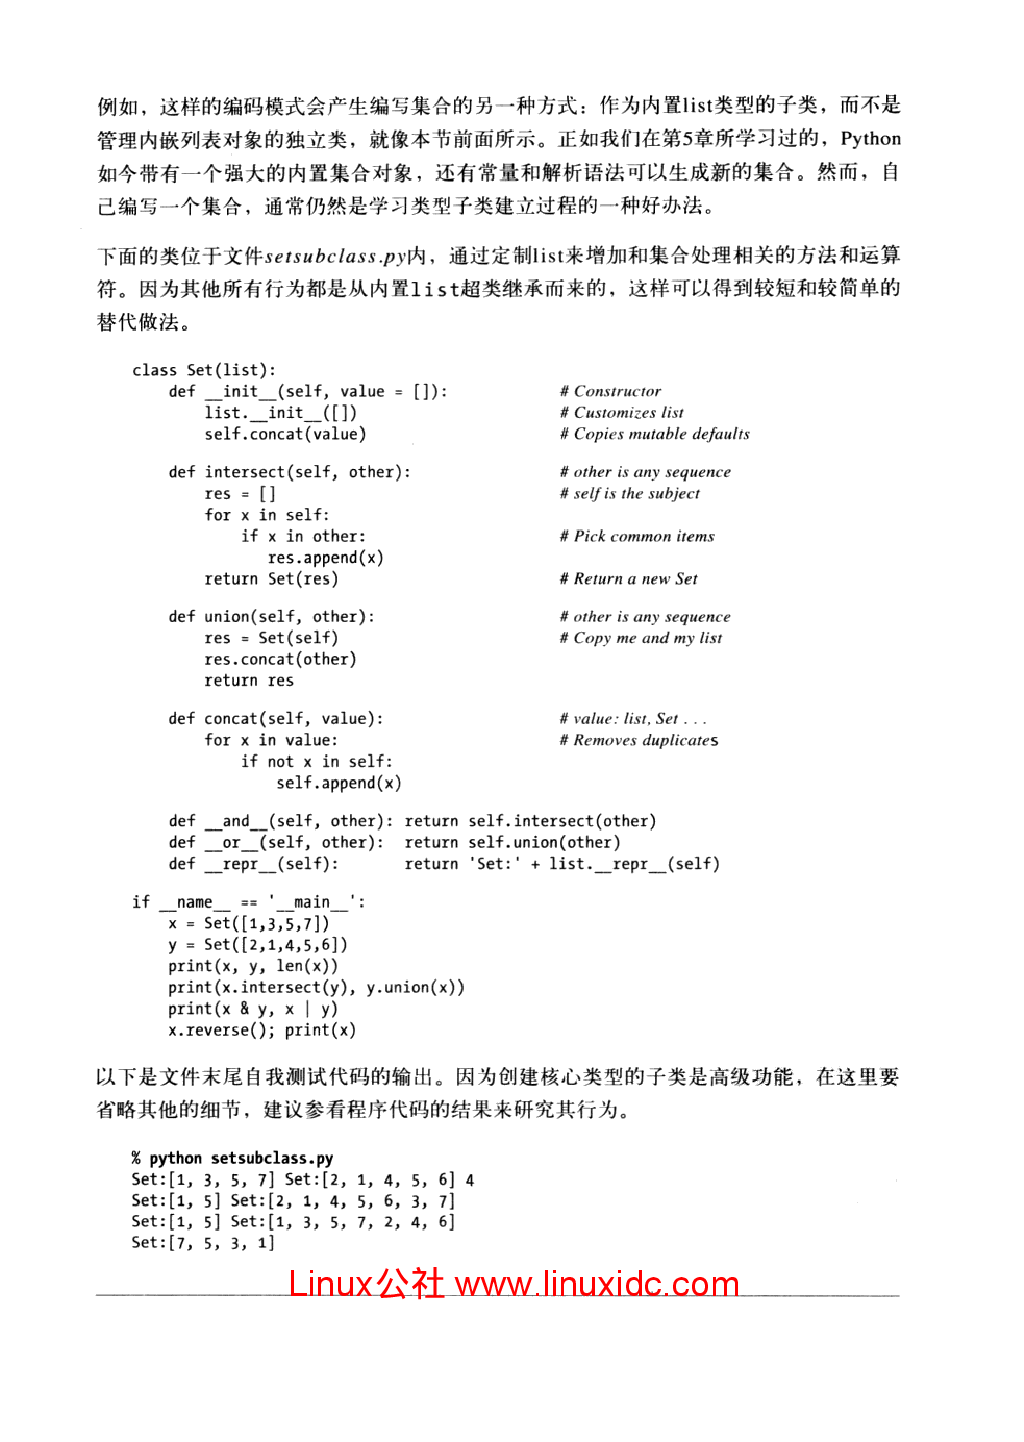 例如，这样的编码模式会产生编写集合的另一种方式：作为内置list类型的子类，而不是
管理内嵌列表对象的独立类，就像本节前面所示。正如我们在第5章所学习过的，Python
如今带有一个强大的内置集合对象，还有常量和解析语法可以生成新的集合。然而，自
己编写一个集合，通常仍然是学习类型子类建立过程的一种好办法。
下面的类位于文件setsubclass.py内，通过定制list来增加和集合处理相关的方法和运算
符。因为其他所有行为都是从内置list超类继承而来的，这样可以得到较短和较简单的
替代做法。
class Set(list):
    def __init__(self, value = []):    # Constructor
        list.__init__([])    # Customizes list
        self.concat(value)    # Copies mutable defaults
    def intersect(self, other):    # other is any sequence
        res = []    # self is the subject
        for x in self:
            if x in other:    # Pick common items
               res.append(x)
        return Set(res)    # Return a new Set
    def union(self, other):    # other is any sequence
        res = Set(self)    # Copy me and my list
        res.concat(other)
        return res
    def concat(self, value):    # value: list, Set . . .
        for x in value:    # Removes duplicates
            if not x in self:
                self.append(x)
    def __and__(self, other): return self.intersect(other)
    def __or__(self, other):  return self.union(other)
    def __repr__(self):       return 'Set:' + list.__repr__(self)
if __name__ == '__main__':
    x = Set([1,3,5,7])
    y = Set([2,1,4,5,6])
    print(x, y, len(x))
    print(x.intersect(y), y.union(x))
    print(x & y, x | y)
    x.reverse(); print(x)
以下是文件末尾自我测试代码的输出。因为创建核心类型的子类是高级功能，在这里要
省略其他的细节，建议参看程序代码的结果来研究其行为。
% python setsubclass.py
Set:[1, 3, 5, 7] Set:[2, 1, 4, 5, 6] 4
Set:[1, 5] Set:[2, 1, 4, 5, 6, 3, 7]
Set:[1, 5] Set:[1, 3, 5, 7, 2, 4, 6]
Set:[7, 5, 3, 1]
Linux公社 www.linuxidc.com